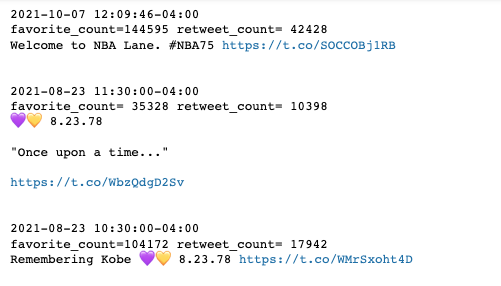 2021-10-07 12:09:46-04:00
favorite_count=144595 retweet_count= 42428
Welcome to NBA Lane. #NBA75 https://t.co/SOCCOBj1RB
2021-08-23 11:30:00-04:00
favorite_count= 35328 retweet_count= 10398
💜💛 8.23.78
"Once upon a time..."
https://t.co/WbzQdgD2Sv
2021-08-23 10:30:00-04:00
favorite_count=104172 retweet_count= 17942
Remembering Kobe 💜💛 8.23.78 https://t.co/WMrSxoht4D